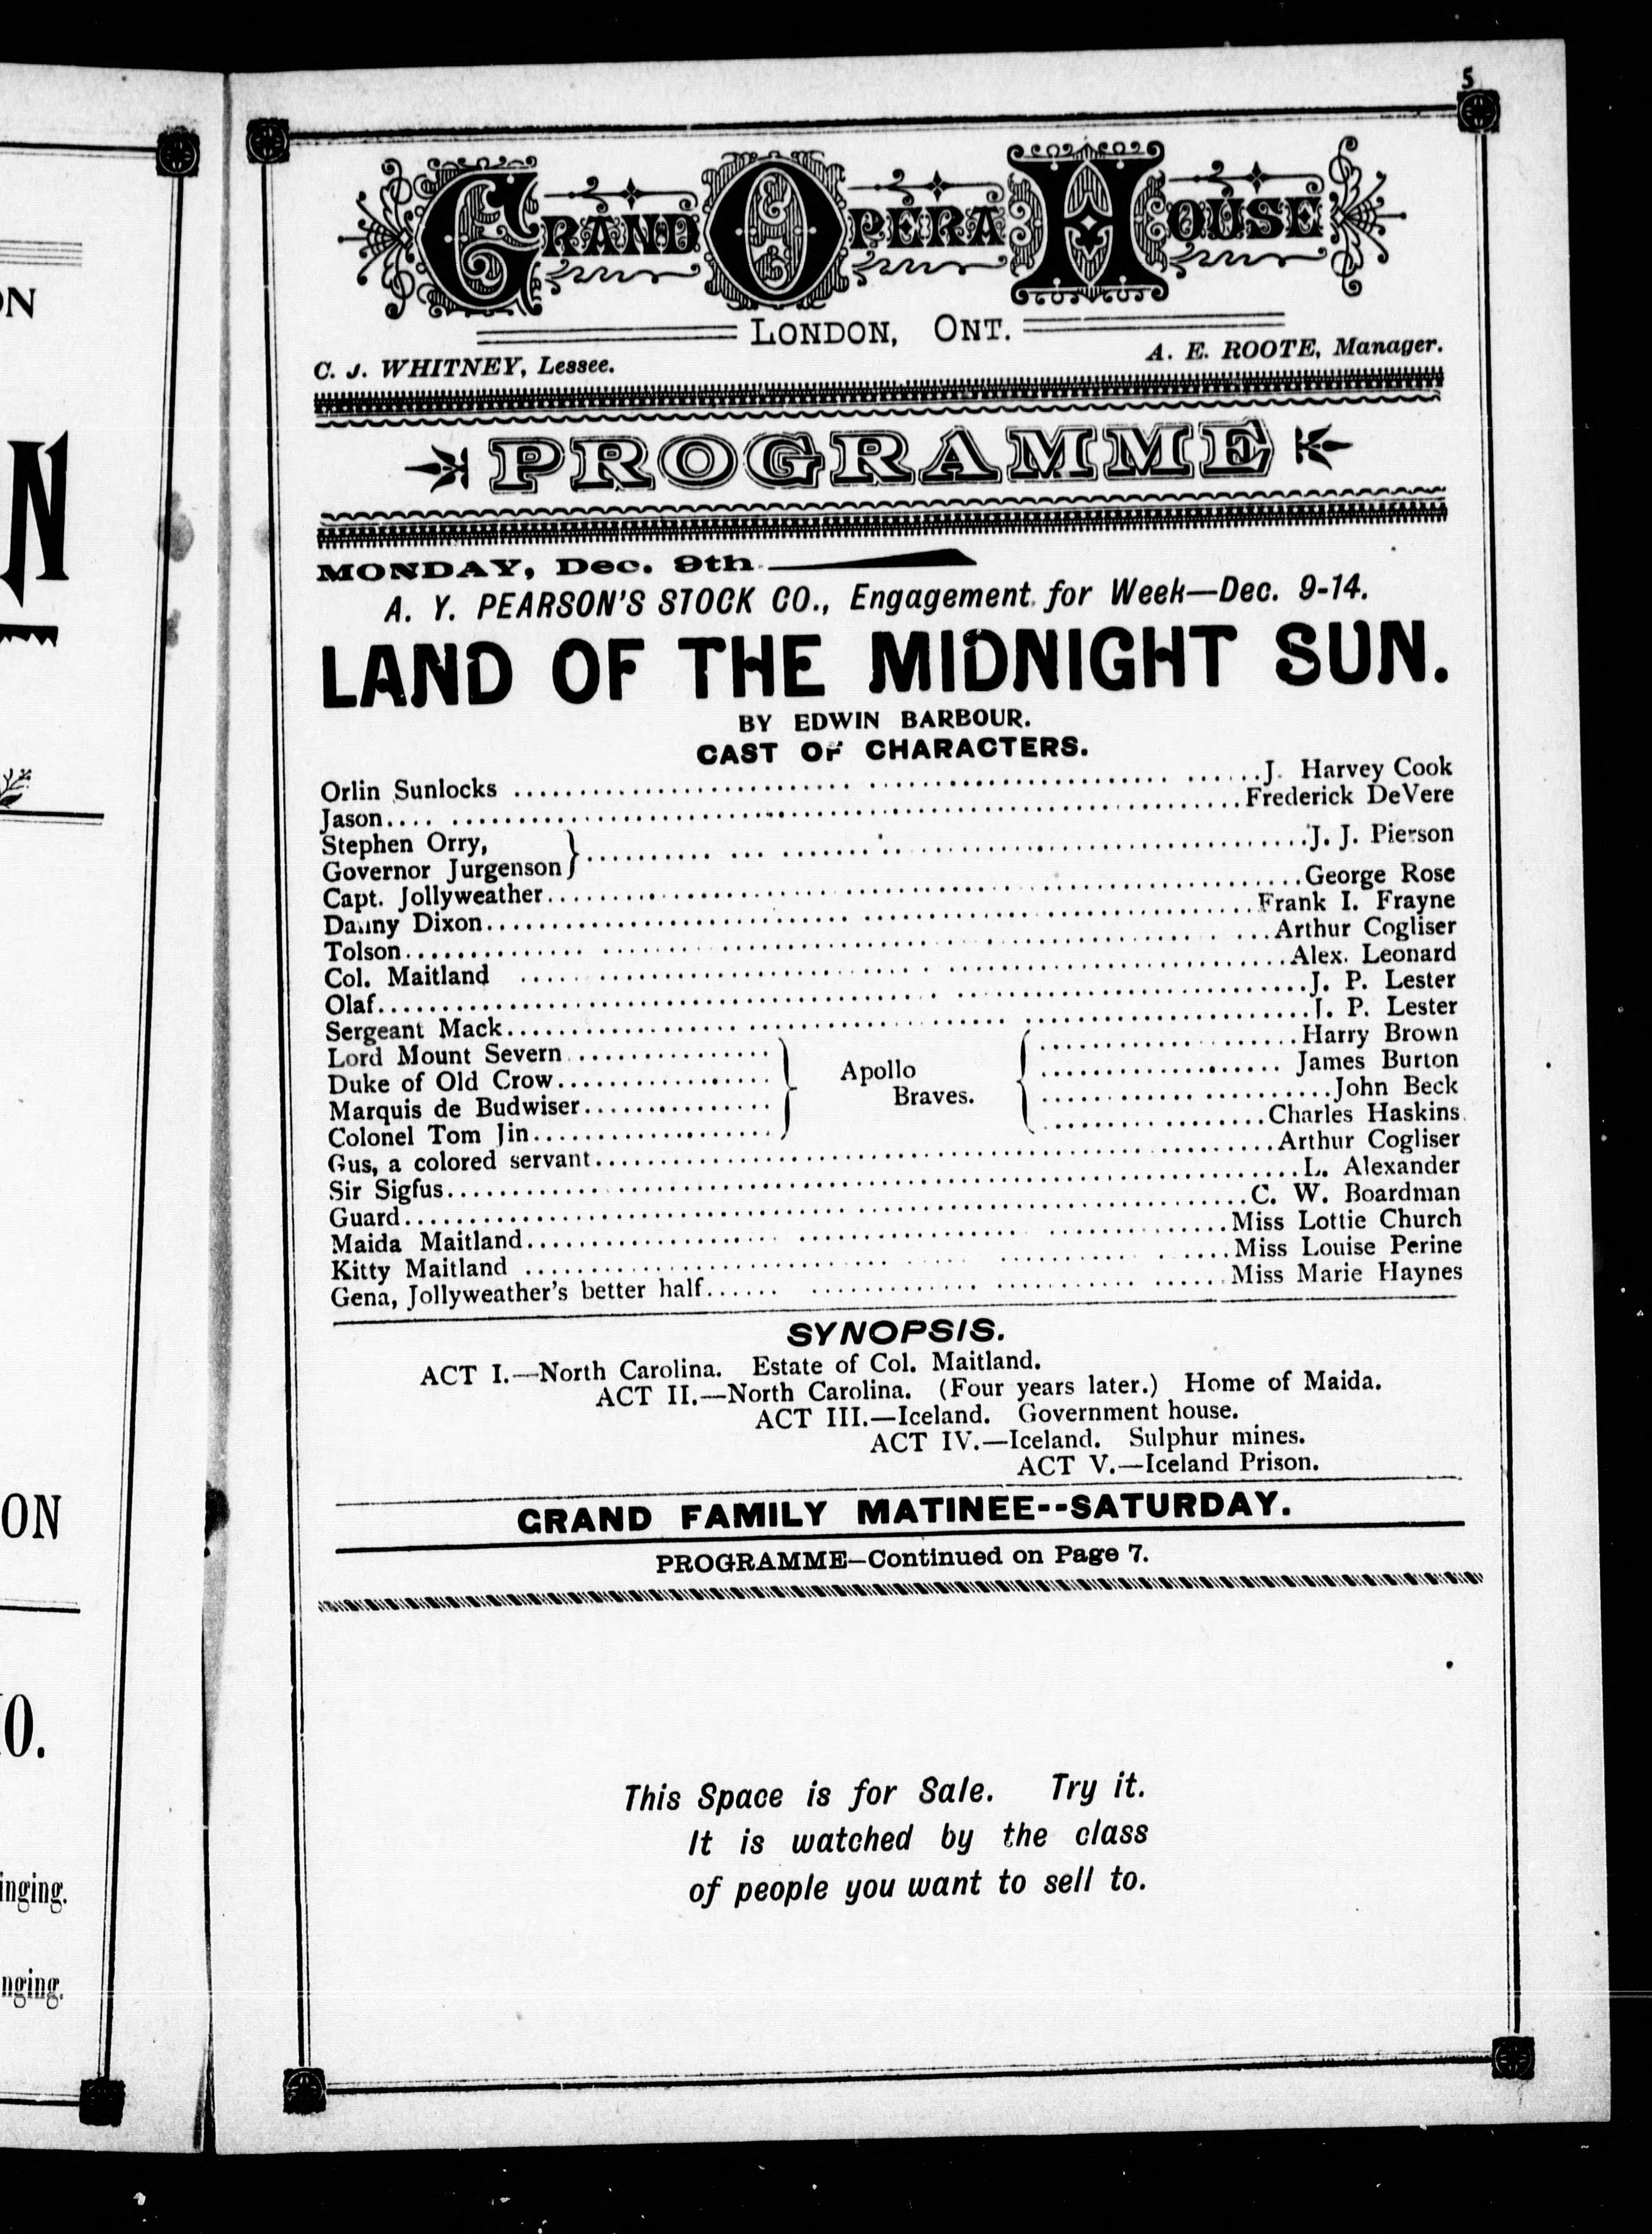 ON
N
ON
O.
inging.
nging.
5
GRAND OPERA HOUSE
LONDON, ONT.
C. J. WHITNEY, Lessee.
A. E. ROOTE, Manager.
PROGRAMME
MONDAY, Dec. 9th
A. Y. PEARSON'S STOCK CO., Engagement for Week—Dec. 9-14.
LAND OF THE MIDNIGHT SUN.
BY EDWIN BARBOUR.
CAST OF CHARACTERS.
Orlin Sunlocks ........ J. Harvey Cook
Jason........ Frederick DeVere
Stephen Orry,
Governor Jurgenson } ........ J. J. Pierson
Capt. Jollyweather........ George Rose
Danny Dixon........ Frank I. Frayne
Tolson........ Arthur Cogliser
Col. Maitland ........ Alex. Leonard
Olaf........ J. P. Lester
Sergeant Mack........ J. P. Lester
Lord Mount Severn........ Harry Brown
Duke of Old Crow........ Apollo ........ James Burton
Marquis de Budwiser........ Braves. ........ John Beck
Colonel Tom Jin........ Charles Haskins
Gus, a colored servant........ Arthur Cogliser
Sir Sigfus........ L. Alexander
Guard........ C. W. Boardman
Maida Maitland........ Miss Lottie Church
Kitty Maitland ........ Miss Louise Perine
Gena, Jollyweather's better half........ Miss Marie Haynes
SYNOPSIS.
ACT I.—North Carolina. Estate of Col. Maitland.
ACT II.—North Carolina. (Four years later.) Home of Maida.
ACT III.—Iceland. Government house.
ACT IV.—Iceland. Sulphur mines.
ACT V.—Iceland Prison.
GRAND FAMILY MATINEE--SATURDAY.
PROGRAMME—Continued on Page 7.
This Space is for Sale. Try it.
It is watched by the class
of people you want to sell to.